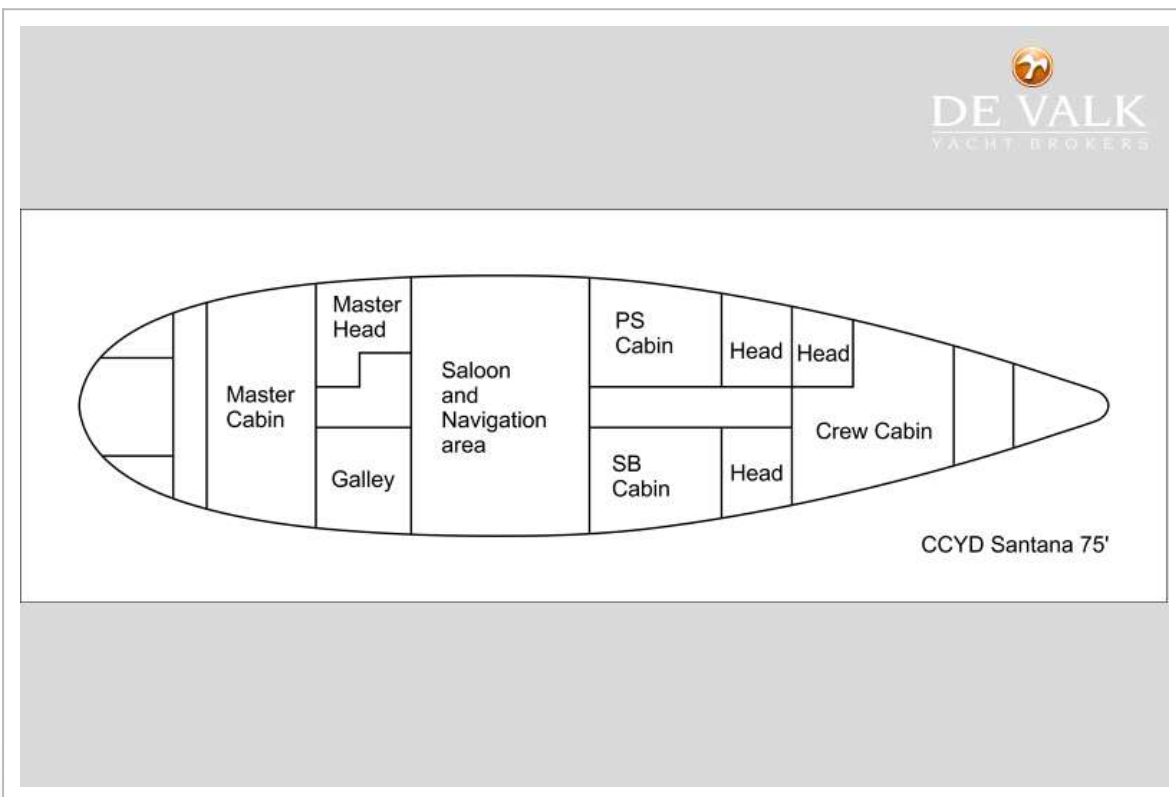 DE VALK
YACHT BROKERS
Master
Head
PS
Cabin
Head
Head
Saloon
and
Navigation
area
Master
Cabin
Crew Cabin
Galley
SB
Cabin
Head
CCYD Santana 75'